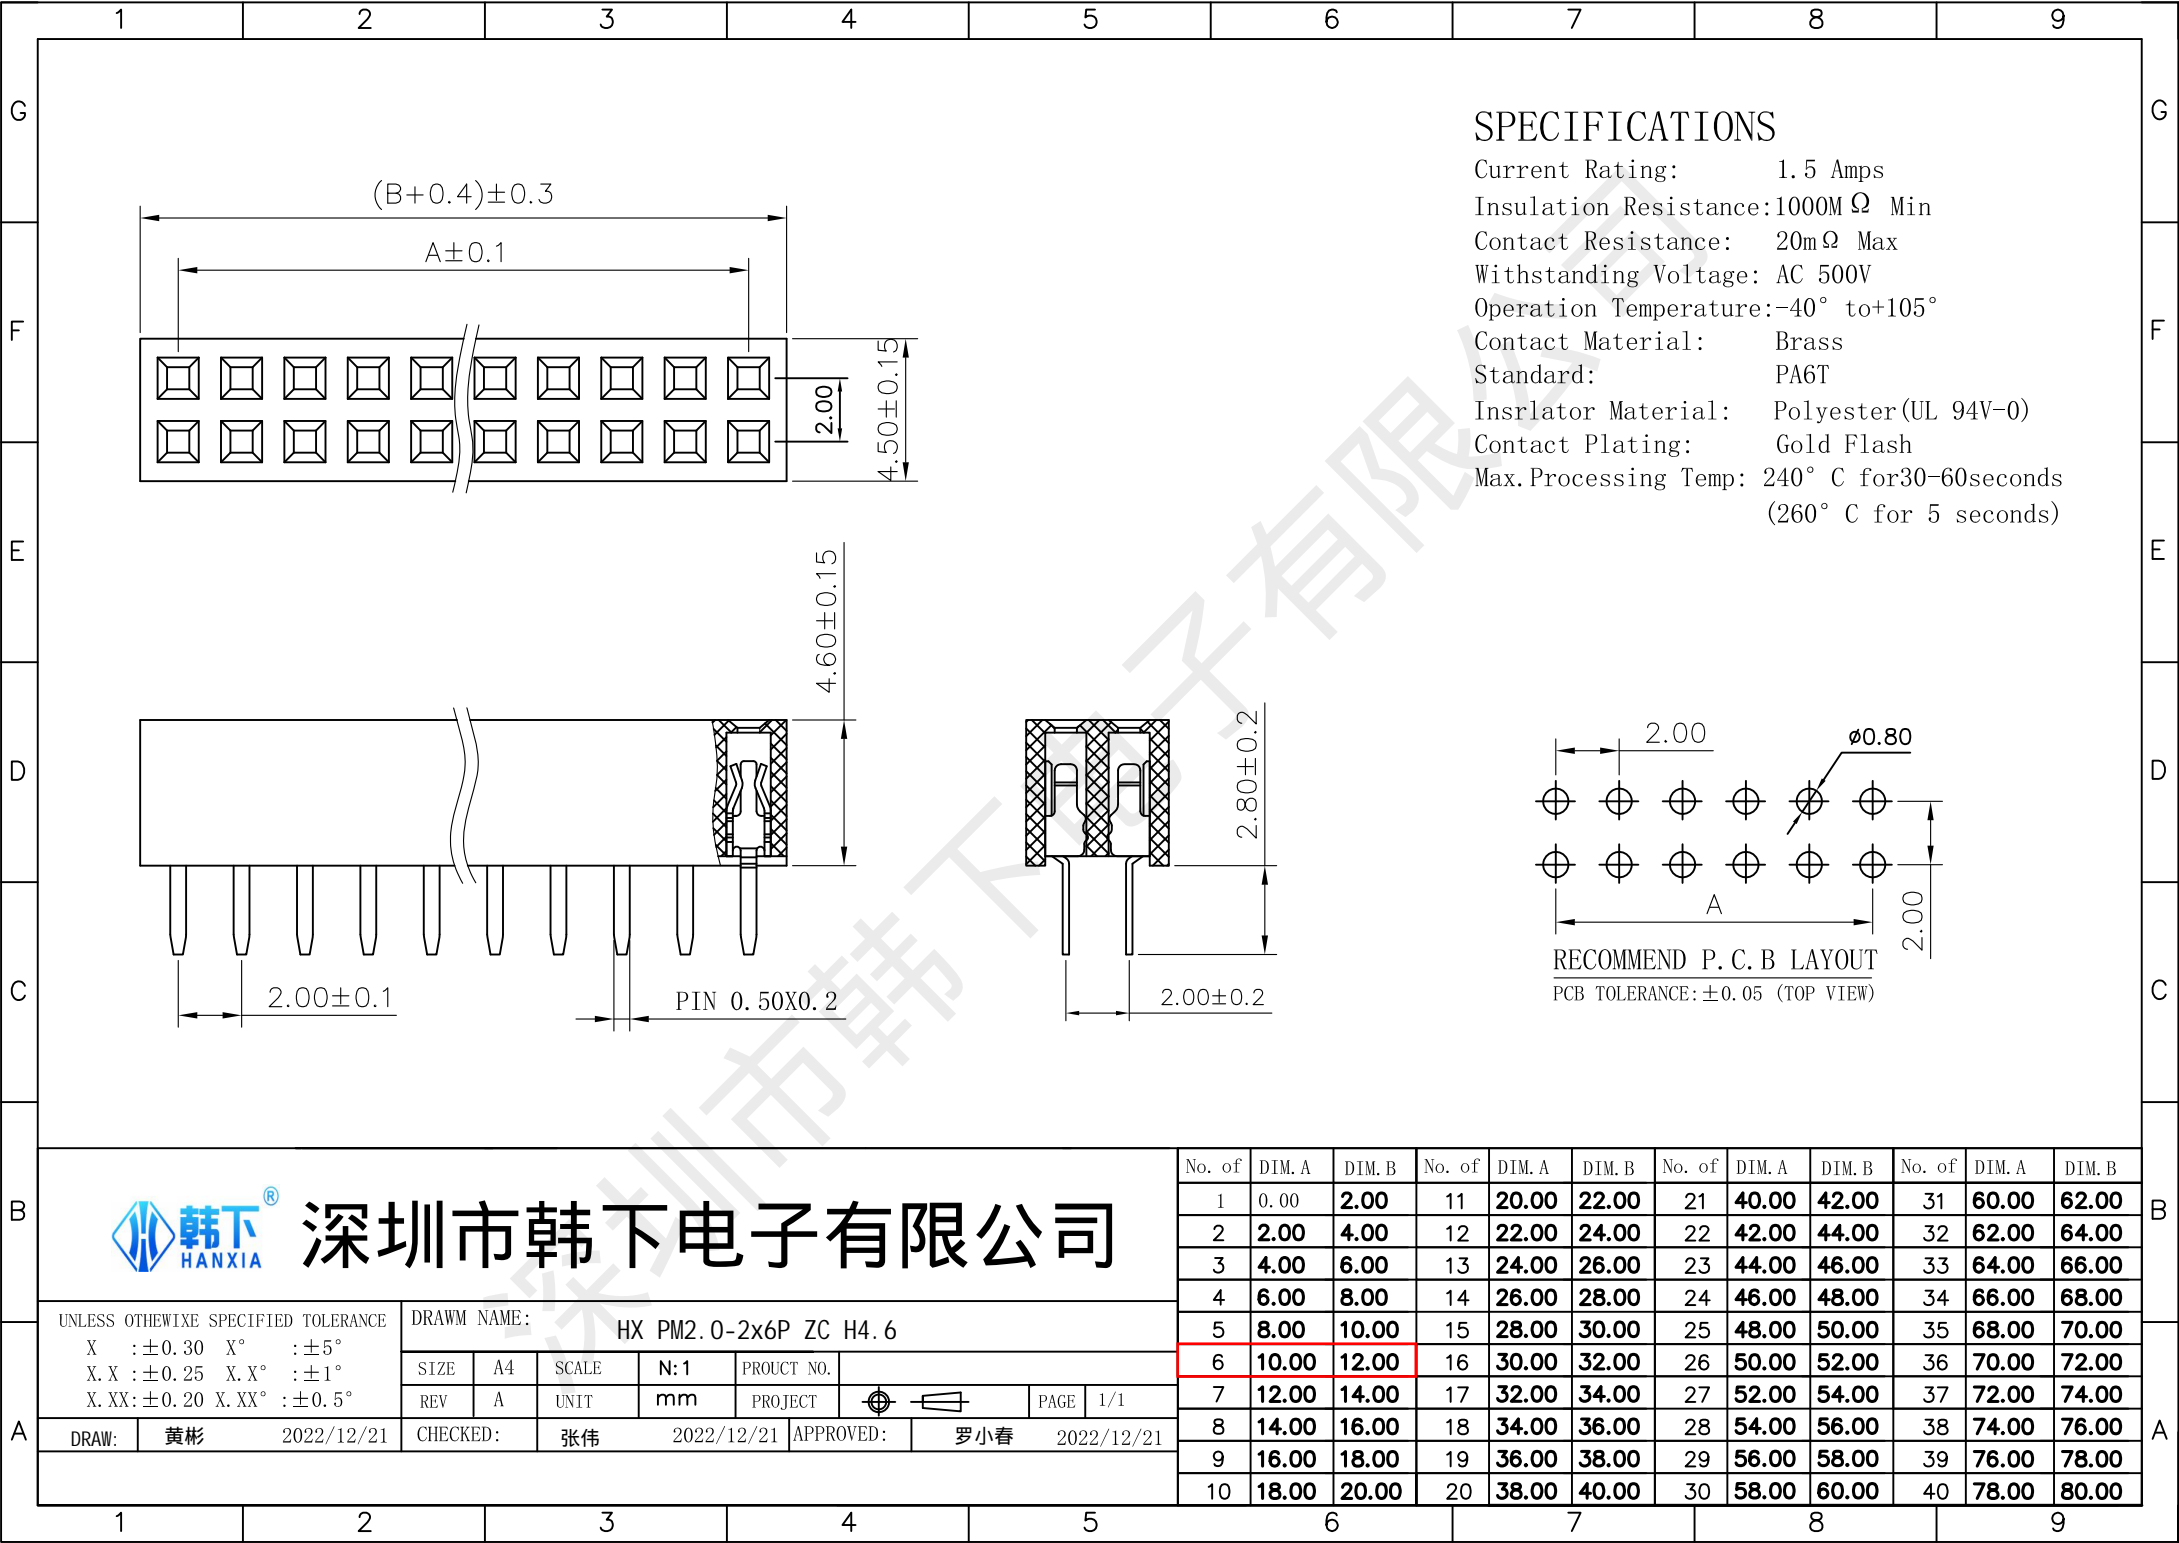 1 2 3 4 5 6 7 8 9
G G
F F
E E
D D
C C
B B
A A
(B+0.4)±0.3
A±0.1
2.00
4.50±0.15
SPECIFICATIONS
Current Rating: 1.5 Amps
Insulation Resistance:1000MΩ Min
Contact Resistance: 20mΩ Max
Withstanding Voltage: AC 500V
Operation Temperature:-40° to+105°
Contact Material: Brass
Standard: PA6T
Insrlator Material: Polyester(UL 94V-0)
Contact Plating: Gold Flash
Max.Processing Temp: 240°C for30-60seconds
(260°C for 5 seconds)
4.60±0.15
2.00±0.1
PIN 0.50X0.2
2.80±0.2
2.00±0.2
2.00
ø0.80
A
2.00
RECOMMEND P.C.B LAYOUT
PCB TOLERANCE:±0.05 (TOP VIEW)
深圳市韩下电子有限公司
韩下® HANXIA
深圳市韩下电子有限公司
UNLESS OTHEWIXE SPECIFIED TOLERANCE
X :±0.30 X° :±5°
X.X :±0.25 X.X° :±1°
X.XX:±0.20 X.XX° :±0.5°
DRAWM NAME:
HX PM2.0-2x6P ZC H4.6
SIZE A4 SCALE N:1 PROUCT NO.
REV A UNIT mm PROJECT PAGE 1/1
DRAW: 黄彬 2022/12/21 CHECKED: 张伟 2022/12/21 APPROVED: 罗小春 2022/12/21
No. of DIM.A DIM.B No. of DIM.A DIM.B No. of DIM.A DIM.B No. of DIM.A DIM.B
1 0.00 2.00 11 20.00 22.00 21 40.00 42.00 31 60.00 62.00
2 2.00 4.00 12 22.00 24.00 22 42.00 44.00 32 62.00 64.00
3 4.00 6.00 13 24.00 26.00 23 44.00 46.00 33 64.00 66.00
4 6.00 8.00 14 26.00 28.00 24 46.00 48.00 34 66.00 68.00
5 8.00 10.00 15 28.00 30.00 25 48.00 50.00 35 68.00 70.00
6 10.00 12.00 16 30.00 32.00 26 50.00 52.00 36 70.00 72.00
7 12.00 14.00 17 32.00 34.00 27 52.00 54.00 37 72.00 74.00
8 14.00 16.00 18 34.00 36.00 28 54.00 56.00 38 74.00 76.00
9 16.00 18.00 19 36.00 38.00 29 56.00 58.00 39 76.00 78.00
10 18.00 20.00 20 38.00 40.00 30 58.00 60.00 40 78.00 80.00
1 2 3 4 5 6 7 8 9